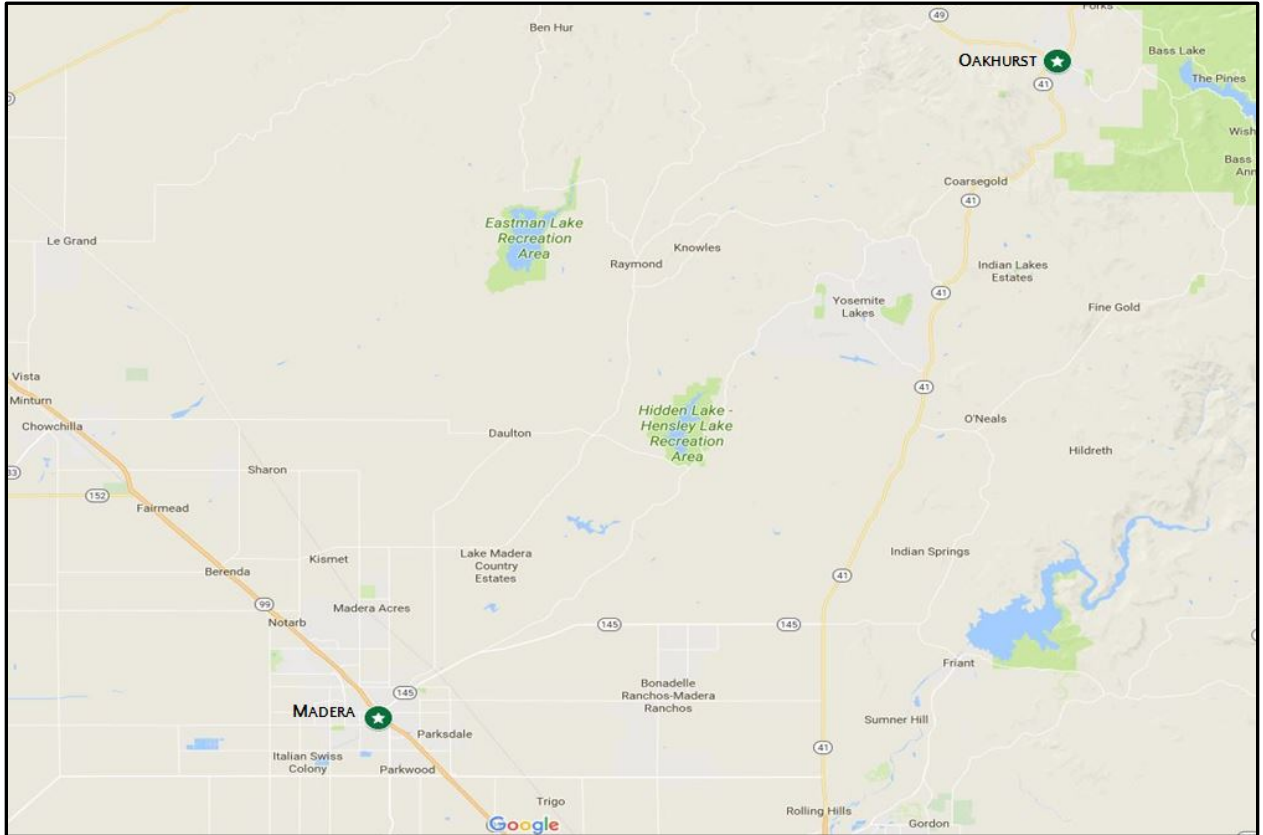 Forks
49
Ben Hur
OAKHURST
Bass Lake
41
The Pines
Wish
Bass
Ann
Coarsegold
41
Eastman Lake
Recreation
Area
Le Grand
Knowles
Raymond
Indian Lakes
Estates
41
Yosemite
Lakes
Fine Gold
Vista
41
Minturn
Hidden Lake -
Hensley Lake
Recreation
Area
O'Neals
Chowchilla
Daulton
Hildreth
33
Sharon
152
Fairmead
Lake Madera
Country
Estates
Indian Springs
Kismet
Berenda
41
99
Madera Acres
Notarb
145
145
Friant
Bonadelle
Ranchos-Madera
Ranchos
145
MADERA
Sumner Hill
Parksdale
41
Italian Swiss
Colony
Parkwood
Trigo
Rolling Hills
Google
Gordon